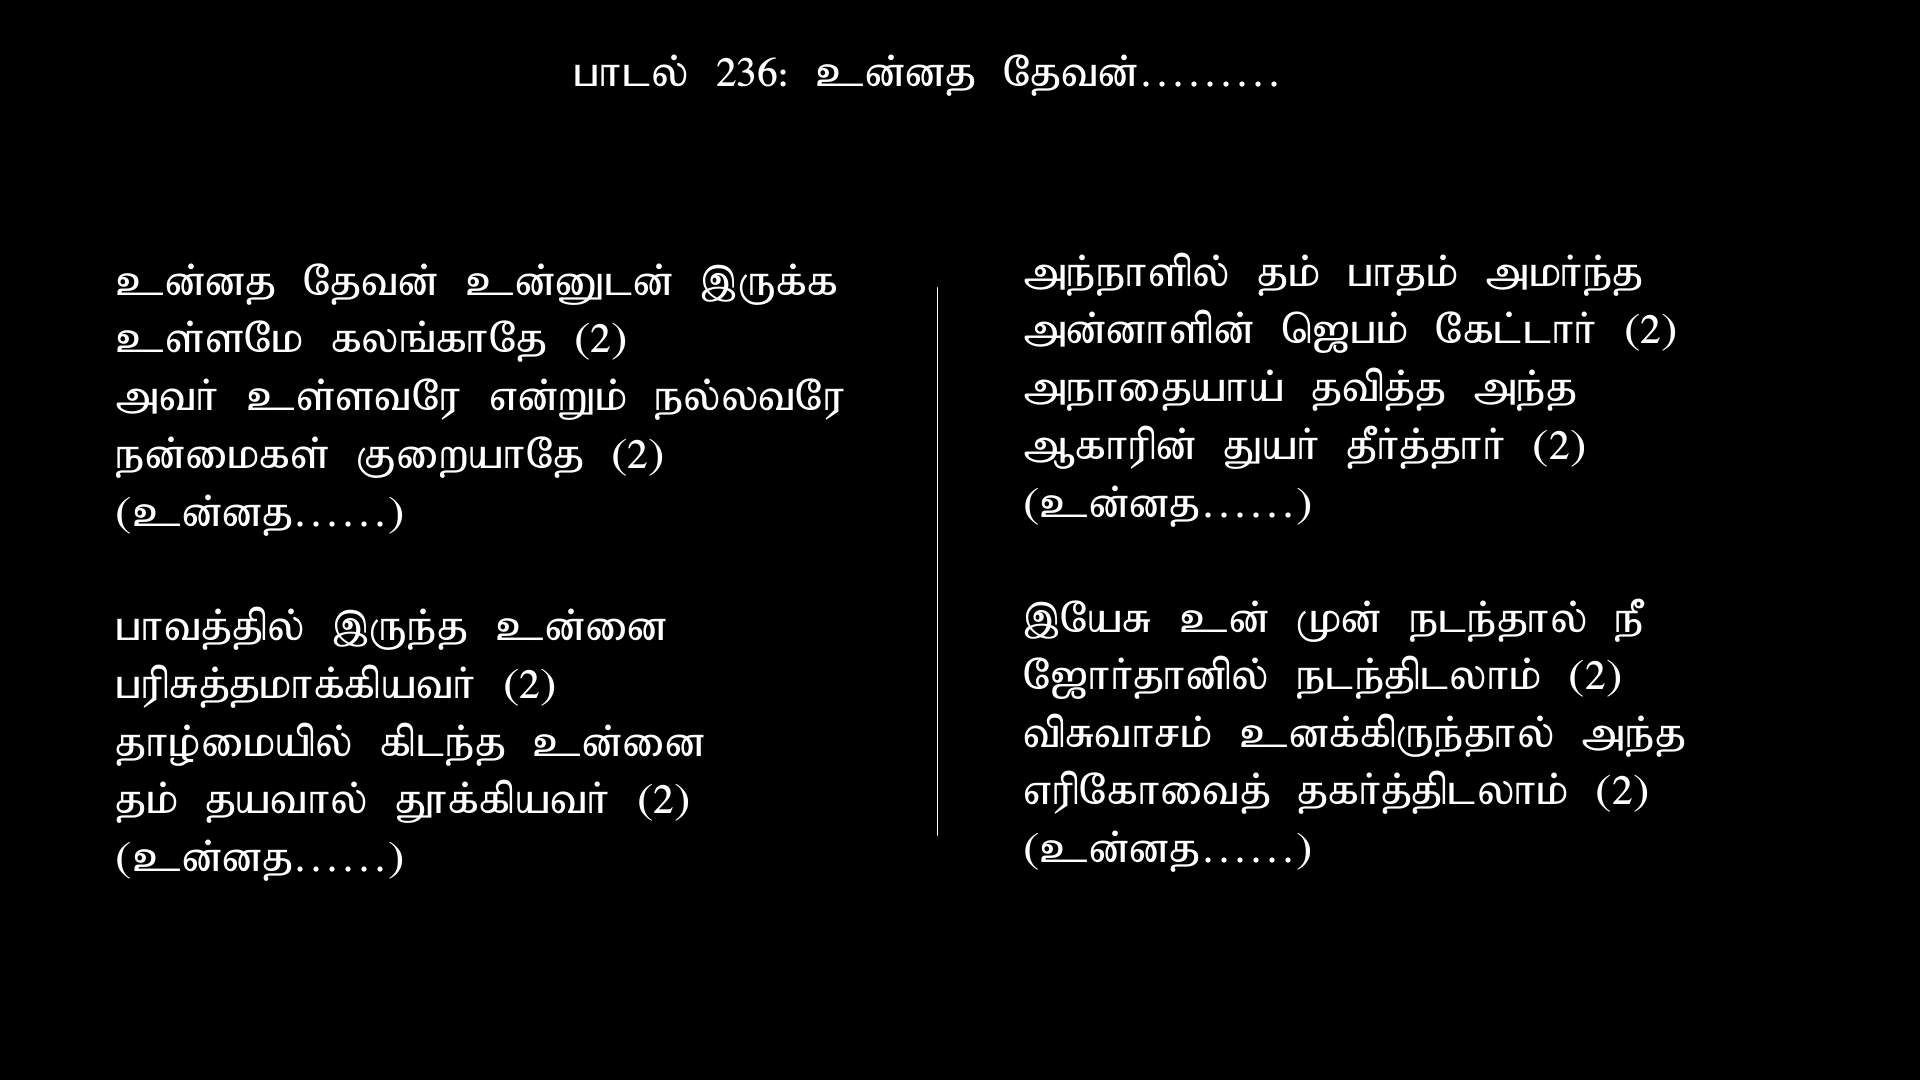 பாடல் 236: உன்னத தேவன்.........
உன்னத தேவன் உன்னுடன் இருக்க
உள்ளமே கலங்காதே (2)
அவர் உள்ளவரே என்றும் நல்லவரே
நன்மைகள் குறையாதே (2)
(உன்னத......)
பாவத்தில் இருந்த உன்னை
பரிசுத்தமாக்கியவர் (2)
தாழ்மையில் கிடந்த உன்னை
தம் தயவால் தூக்கியவர் (2)
(உன்னத......)
அந்நாளில் தம் பாதம் அமர்ந்த
அன்னாளின் ஜெபம் கேட்டார் (2)
அநாதையாய் தவித்த அந்த
ஆகாரின் துயர் தீர்த்தார் (2)
(உன்னத......)
இயேசு உன் முன் நடந்தால் நீ
ஜோர்தானில் நடந்திடலாம் (2)
விசுவாசம் உனக்கிருந்தால் அந்த
எரிகோவைத் தகர்த்திடலாம் (2)
(உன்னத......)